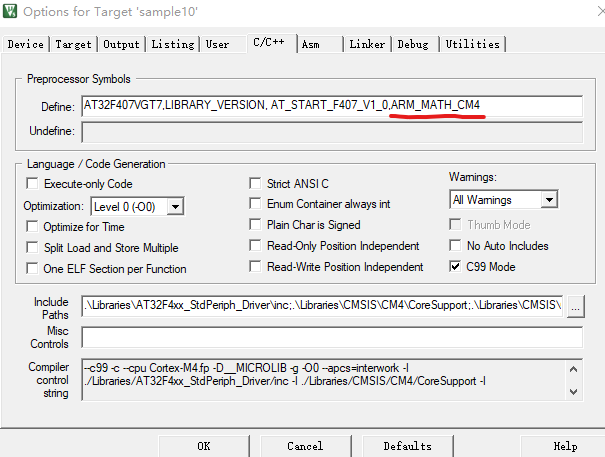 Options for Target 'sample10'
Device Target Output Listing User C/C++ Asm Linker Debug Utilities
Preprocessor Symbols
Define: AT32F407VGT7,LIBRARY_VERSION, AT_START_F407_V1_0,ARM_MATH_CM4
Undefine:
Language / Code Generation
Execute-only Code
Strict ANSI C
Warnings:
Optimization: Level 0 (-O0)
Enum Container always int
All Warnings
Optimize for Time
Plain Char is Signed
Thumb Mode
Split Load and Store Multiple
Read-Only Position Independent
No Auto Includes
One ELF Section per Function
Read-Write Position Independent
C99 Mode
Include Paths
.\Libraries\AT32F4xx_StdPeriph_Driver\inc;.\Libraries\CMSIS\CM4\CoreSupport;.\Libraries\CMSIS\
...
Misc Controls
Compiler control string
--c99 -c --cpu Cortex-M4.fp -D__MICROLIB -g -O0 --apcs=interwork -I
./Libraries/AT32F4xx_StdPeriph_Driver/inc -I ./Libraries/CMSIS/CM4/CoreSupport -I
OK Cancel Defaults Help